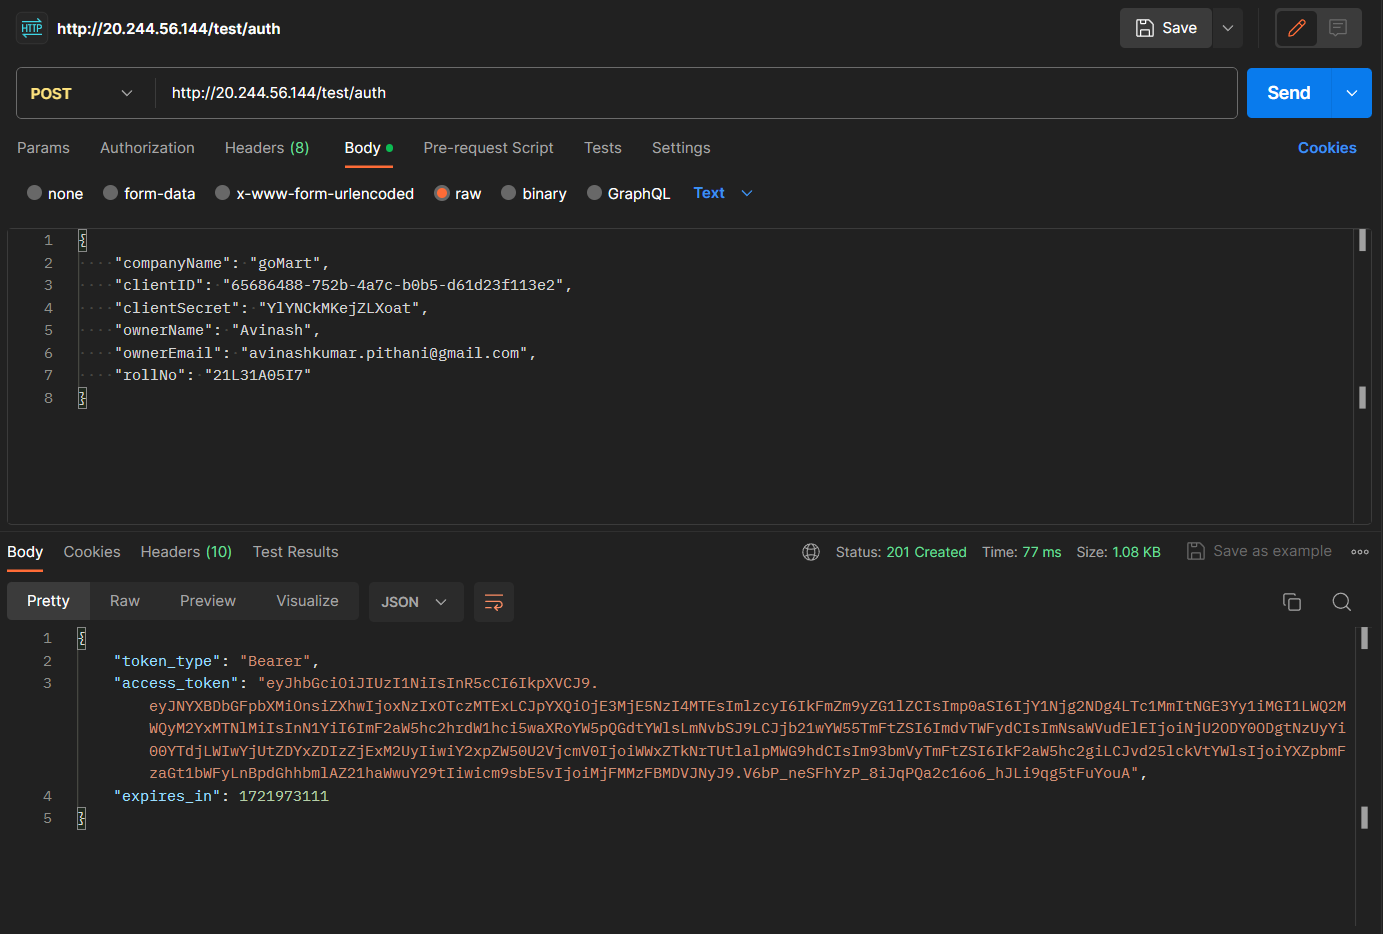 HTTP http://20.244.56.144/test/auth Save
POST http://20.244.56.144/test/auth Send
Params Authorization Headers (8) Body Pre-request Script Tests Settings Cookies
none form-data x-www-form-urlencoded raw binary GraphQL Text
1 {
2 "companyName": "goMart",
3 "clientID": "65686488-752b-4a7c-b0b5-d61d23f113e2",
4 "clientSecret": "YlYNCkMKejZLXoat",
5 "ownerName": "Avinash",
6 "ownerEmail": "avinashkumar.pithani@gmail.com",
7 "rollNo": "21L31A05I7"
8 }
Body Cookies Headers (10) Test Results Status: 201 Created Time: 77 ms Size: 1.08 KB Save as example
Pretty Raw Preview Visualize JSON
1 {
2 "token_type": "Bearer",
3 "access_token": "eyJhbGciOiJIUzI1NiIsInR5cCI6IkpXVCJ9.
eyJNYXBDbGFpbXMiOnsiZXhwIjoxNzIxOTczMTExLCJpYXQiOjE3MjE5NzI4MTEsImlzcyI6IkFmZm9yZG1lZCIsImp0aSI6IjY1Njg2NDg4LTc1MmItNGE3Yy1iMGI1LWQ2M
WQyM2YxMTNlMiIsInN1YiI6ImF2aW5hc2hrdW1hci5waXRoYW5pQGdtYWlsLmNvbSJ9LCJjb21wYW55TmFtZSI6ImdvTWFydCIsImNsaWVudElEIjoiNjU2ODY0ODgtNzUyYi
00YTdjLWIwYjUtZDYxZDIzZjExM2UyIiwiY2xpZW50U2VjcmV0IjoiWWxZTkNrTUtlalpMWG9hdCIsIm93bmVyTmFtZSI6IkF2aW5hc2giLCJvd25lckVtYWlsIjoiYXZpbmF
zaGt1bWFyLnBpdGhhbmlAZ21haWwuY29tIiwicm9sbE5vIjoiMjFMMzFBMDVJNyJ9.V6bP_neSFhYzP_8iJqPQa2c16o6_hJLi9qg5tFuYouA",
4 "expires_in": 1721973111
5 }